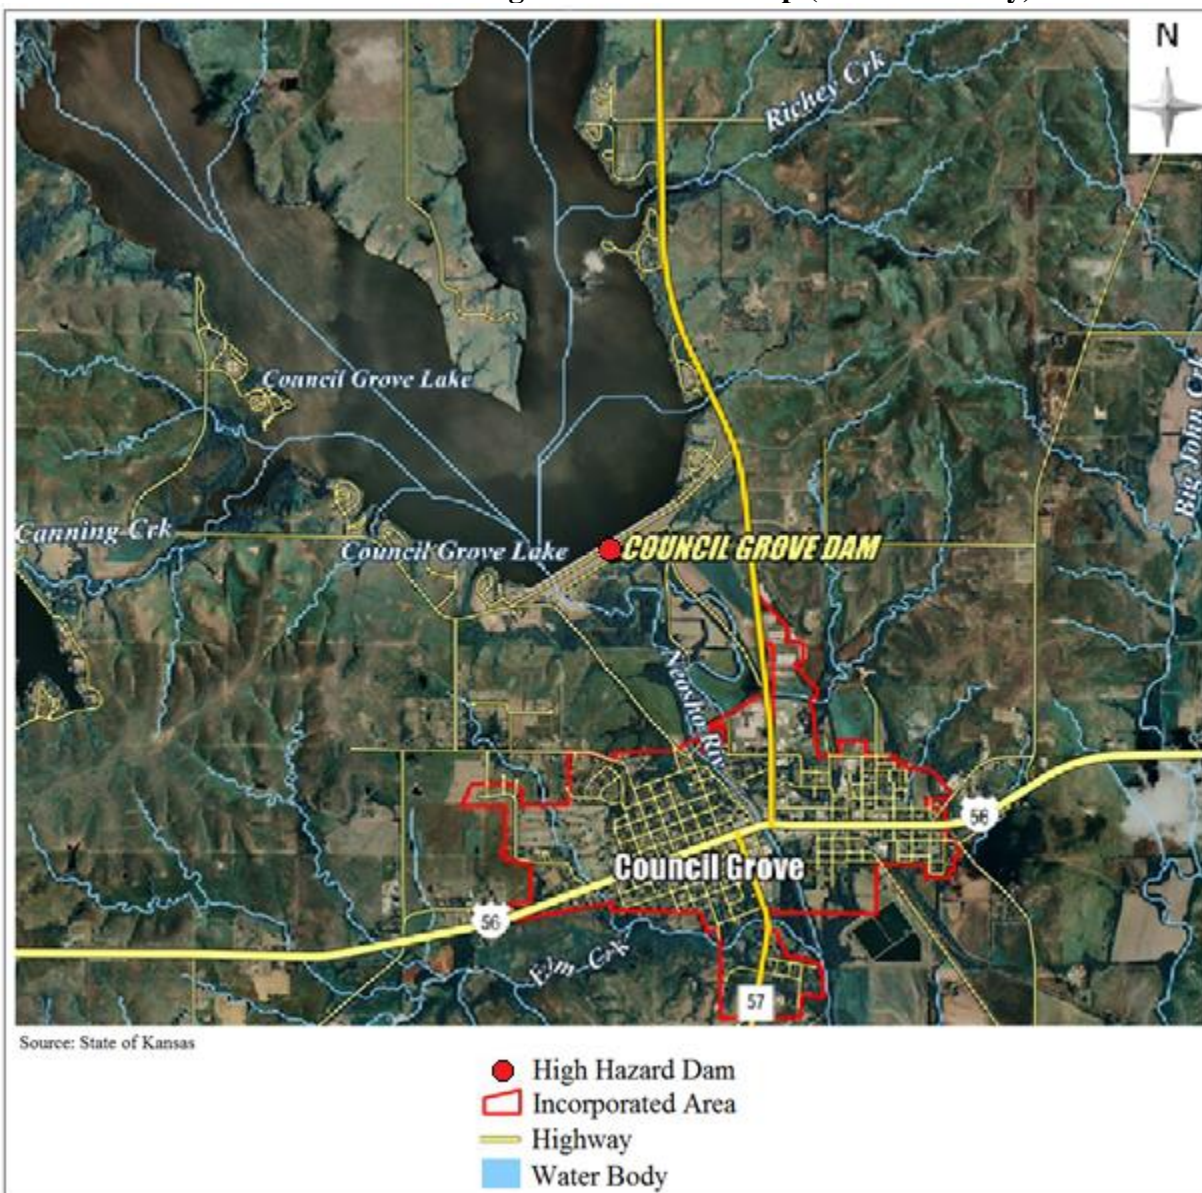 N
Richey Crk
Council Grove Lake
Big John Crk
Canning Crk
Council Grove Lake
COUNCIL GROVE DAM
Neosho Riv
56
Council Grove
56
Elm Crk
57
Source: State of Kansas
High Hazard Dam
Incorporated Area
Highway
Water Body